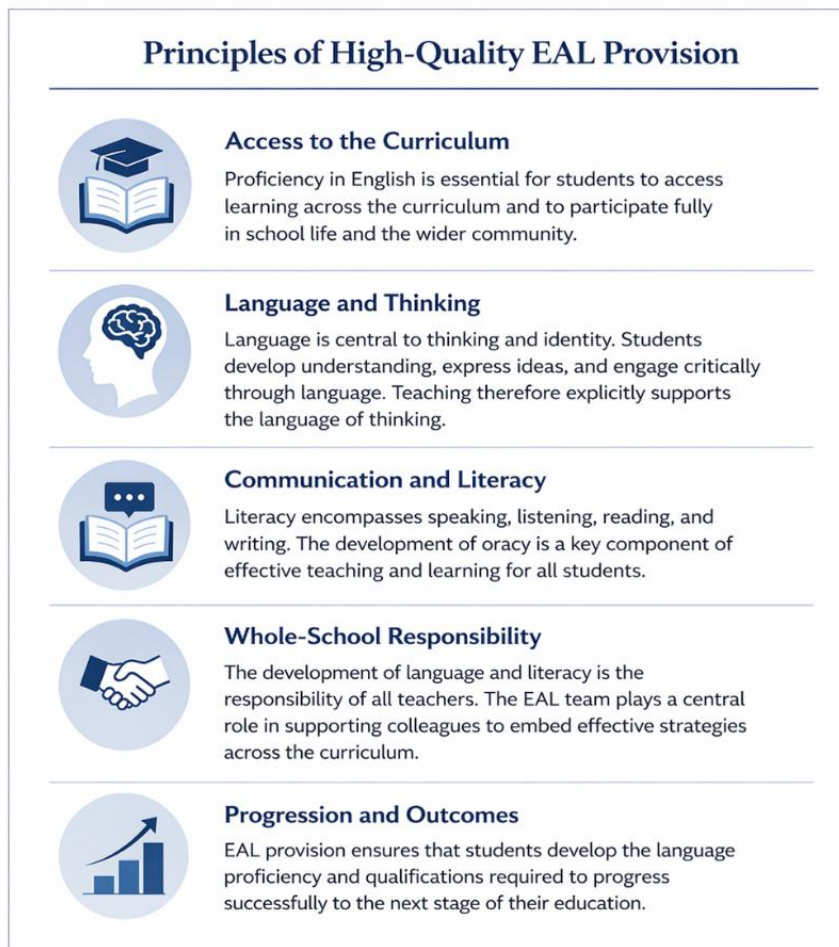 Principles of High-Quality EAL Provision
Access to the Curriculum
Proficiency in English is essential for students to access
learning across the curriculum and to participate fully
in school life and the wider community.
Language and Thinking
Language is central to thinking and identity. Students
develop understanding, express ideas, and engage critically
through language. Teaching therefore explicitly supports
the language of thinking.
Communication and Literacy
Literacy encompasses speaking, listening, reading, and
writing. The development of oracy is a key component of
effective teaching and learning for all students.
Whole-School Responsibility
The development of language and literacy is the
responsibility of all teachers. The EAL team plays a central
role in supporting colleagues to embed effective strategies
across the curriculum.
Progression and Outcomes
EAL provision ensures that students develop the language
proficiency and qualifications required to progress
successfully to the next stage of their education.